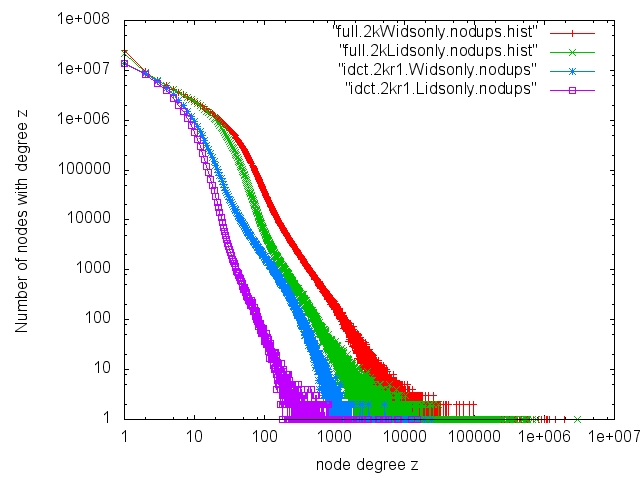 1e+008
1e+007
1e+006
100000
10000
1000
100
10
1
Number of nodes with degree z
"full.2kWidsonly.nodups.hist"
"full.2kLidsonly.nodups.hist"
"idct.2kr1.Widsonly.nodups"
"idct.2kr1.Lidsonly.nodups"
1 10 100 1000 10000 100000 1e+006 1e+007
node degree z